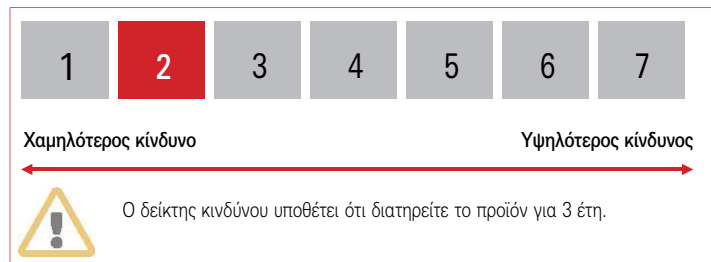 1 2 3 4 5 6 7
Χαμηλότερος κίνδυνο Υψηλότερος κίνδυνος
Ο δείκτης κινδύνου υποθέτει ότι διατηρείτε το προϊόν για 3 έτη.